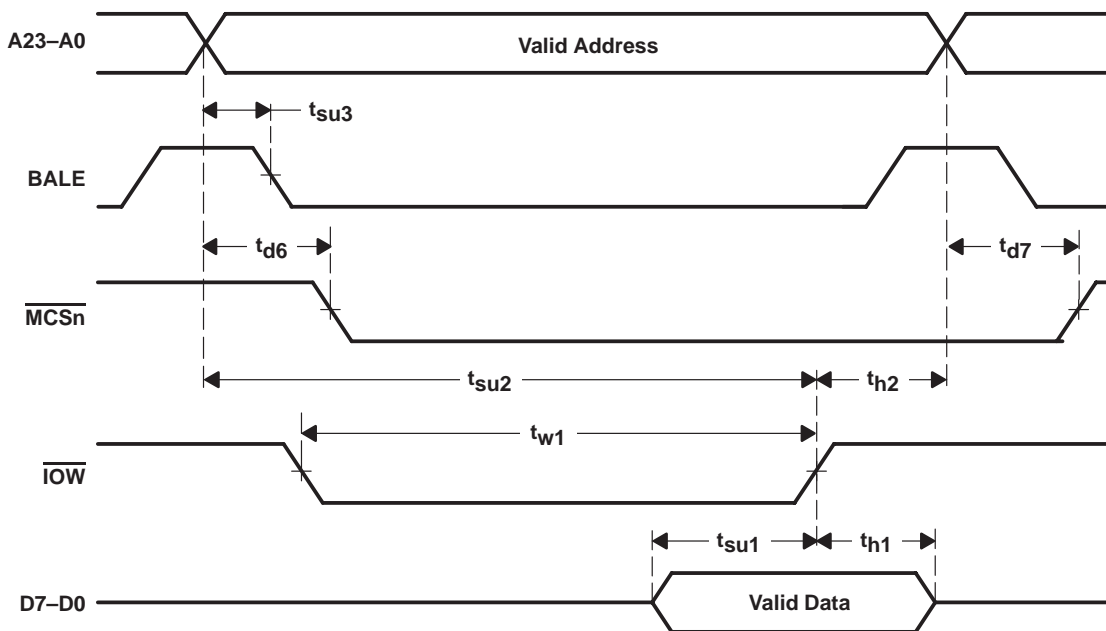 A23–A0
Valid Address
tsu3
BALE
td6
td7
MCSn
tsu2
th2
tw1
IOW
tsu1
th1
D7–D0
Valid Data